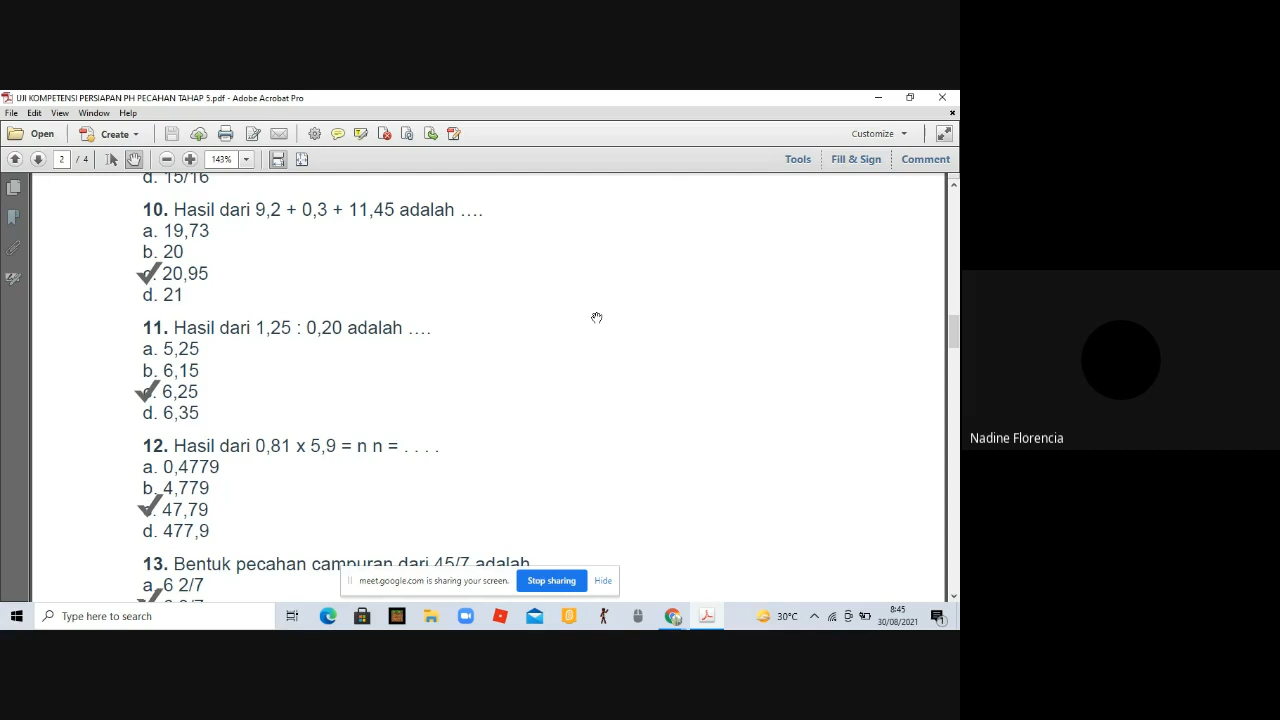 UJI KOMPETENSI PERSIAPAN PH PECAHAN TAHAP 5.pdf - Adobe Acrobat Pro
File Edit View Window Help
Open Create Customize
2 / 4 143% Tools Fill & Sign Comment
d. 15/16
10. Hasil dari 9,2 + 0,3 + 11,45 adalah ….
a. 19,73
b. 20
20,95
d. 21
11. Hasil dari 1,25 : 0,20 adalah ….
a. 5,25
b. 6,15
6,25
d. 6,35
12. Hasil dari 0,81 x 5,9 = n n = . . . .
a. 0,4779
b. 4,779
47,79
d. 477,9
13. Bentuk pecahan campuran dari 45/7 adalah
a. 6 2/7
meet.google.com is sharing your screen. Stop sharing Hide
Type here to search
30°C
8:45
30/08/2021
1
Nadine Florencia